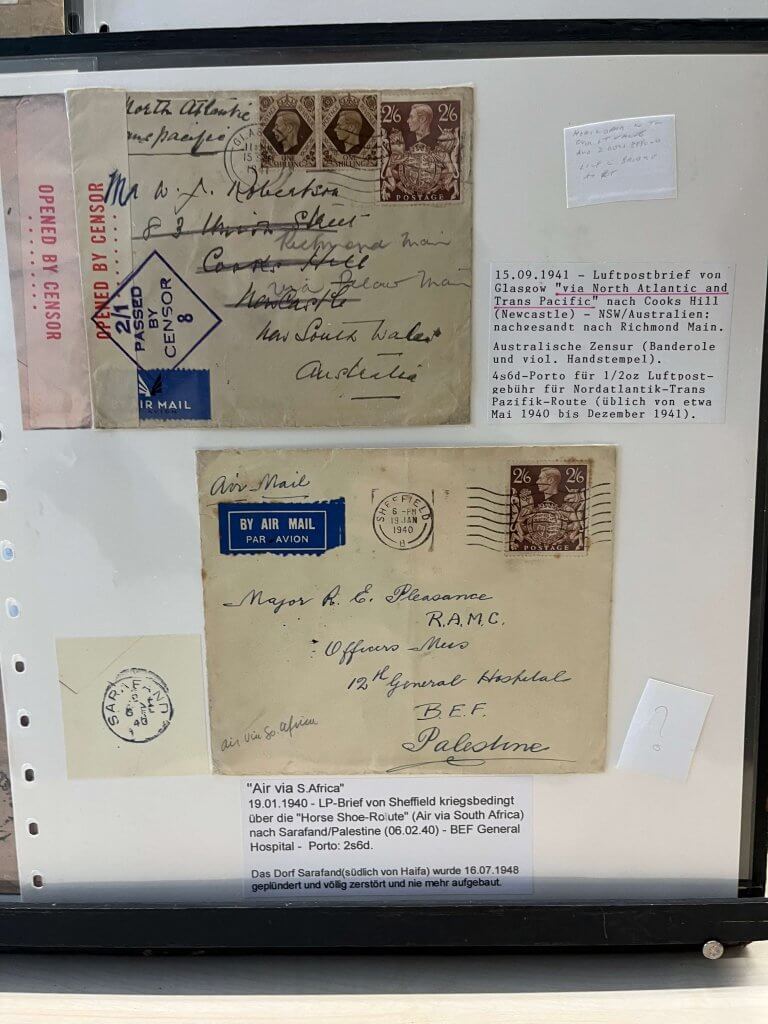 North Atlantic
Trans pacific
OPENED BY CENSOR
OPENED BY CENSOR
ONE SHILLING
ONE SHILLING
2/6 2/6
POSTAGE
Mr W. J. Robertson
83 Union Street
Richmond Main
Cooks Hill
via Pelaw Main
NewCastle
New South Wales
Australia
2/1
PASSED
BY
CENSOR
8
AIR MAIL
15.09.1941 - Luftpostbrief von
Glasgow "via North Atlantic and
Trans Pacific" nach Cooks Hill
(Newcastle) - NSW/Australien:
nachgesandt nach Richmond Main.
Australische Zensur (Banderole
und viol. Handstempel).
4s6d-Porto für 1/2oz Luftpost-
gebühr für Nordatlantik-Trans
Pazifik-Route (üblich von etwa
Mai 1940 bis Dezember 1941).
Air Mail
BY AIR MAIL
PAR AVION
SHEFFIELD
6 - PM
19 JAN
1940
B
2/6 2/6
POSTAGE
Major R. E. Pleasance
R.A.M.C.
Officers Mess
12th General Hospital
B.E.F.
Palestine
air via So. Africa
SARAFAND
?
"Air via S.Africa"
19.01.1940 - LP-Brief von Sheffield kriegsbedingt
über die "Horse Shoe-Route" (Air via South Africa)
nach Sarafand/Palestine (06.02.40) - BEF General
Hospital - Porto: 2s6d.
Das Dorf Sarafand(südlich von Haifa) wurde 16.07.1948
geplündert und völlig zerstört und nie mehr aufgebaut.